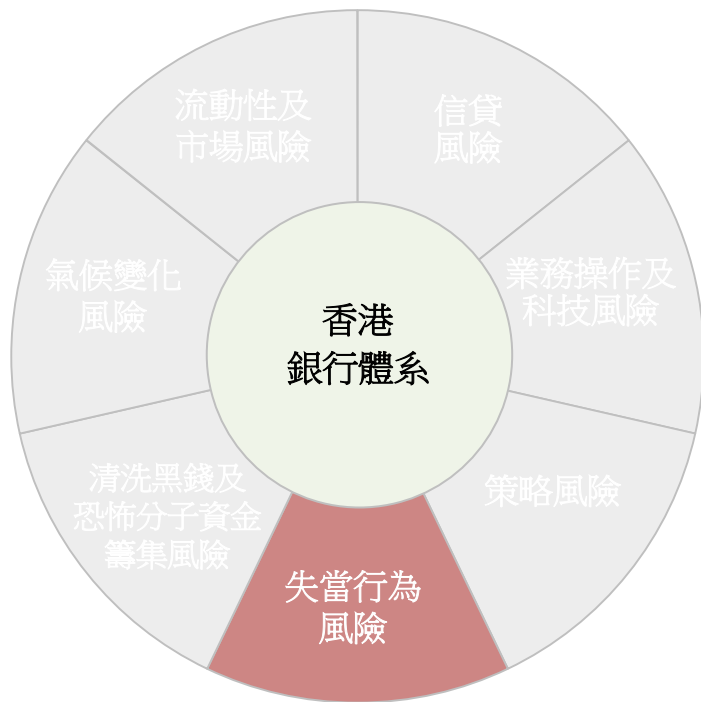 流動性及
市場風險
信貸
風險
氣候變化
風險
業務操作及
科技風險
香港
銀行體系
清洗黑錢及
恐怖分子資金
籌集風險
策略風險
失當行為
風險